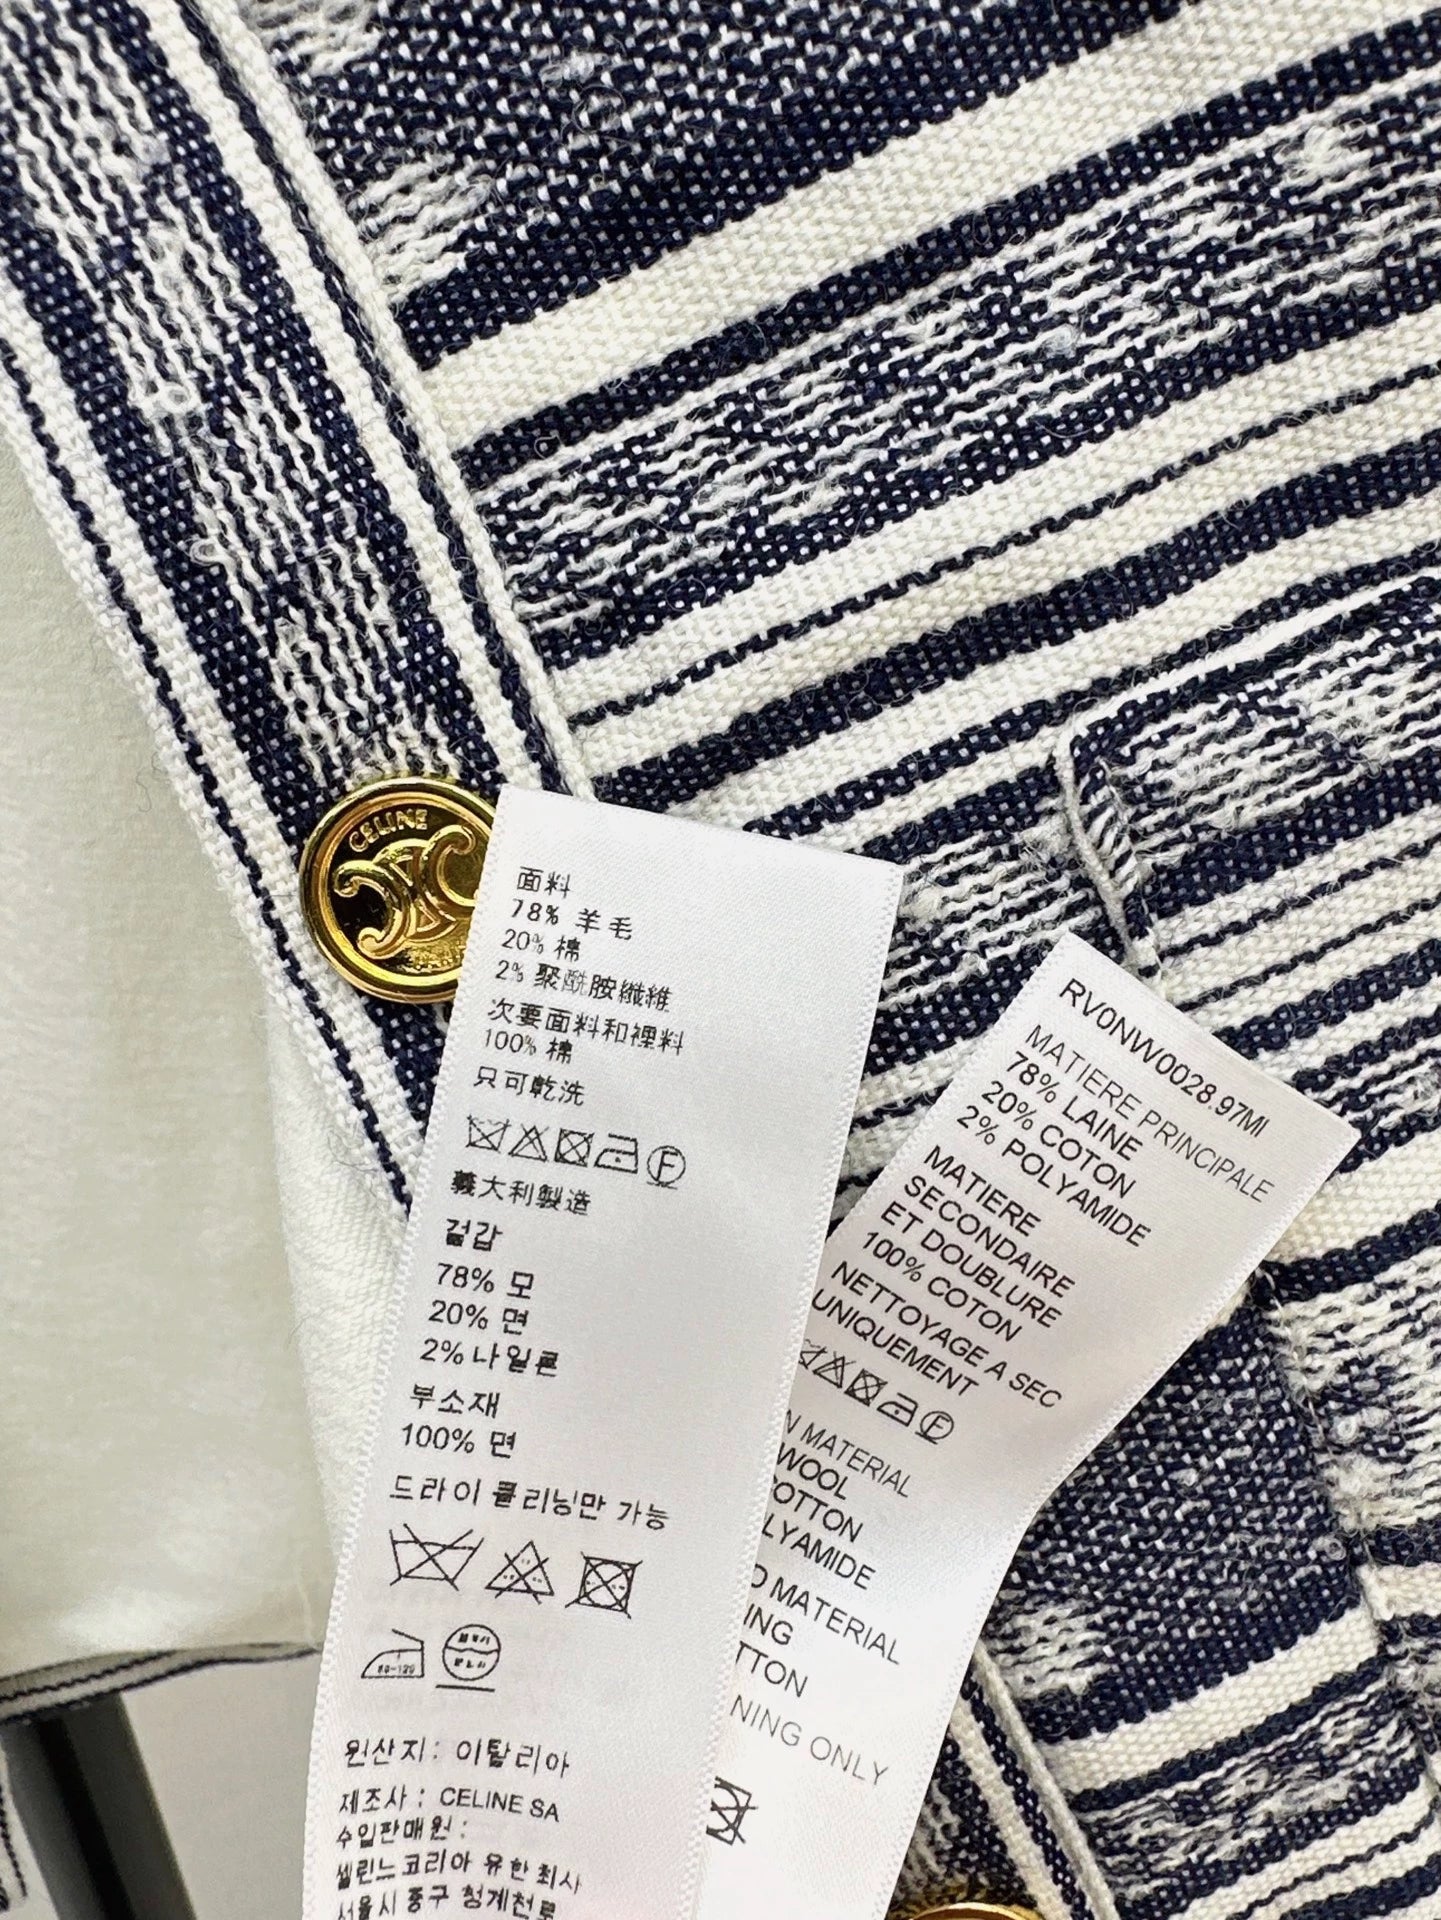 CELINE
面料
78% 羊毛
20% 棉
2% 聚酰胺纖維
次要面料和裡料
100% 棉
只可乾洗
F
義大利製造
겉감
78% 모
20% 면
2% 나일론
부소재
100% 면
드라이 클리닝만 가능
80-120
원산지: 이탈리아
제조사: CELINE SA
수입판매원:
셀린느코리아 유한회사
서울시 중구 청계천로
RV0NW0028.97MI
MATIERE PRINCIPALE
78% LAINE
20% COTON
2% POLYAMIDE
MATIERE
SECONDAIRE
ET DOUBLURE
100% COTON
NETTOYAGE A SEC
UNIQUEMENT
F
N MATERIAL
WOOL
OTTON
LYAMIDE
MATERIAL
ING
TTON
NING ONLY